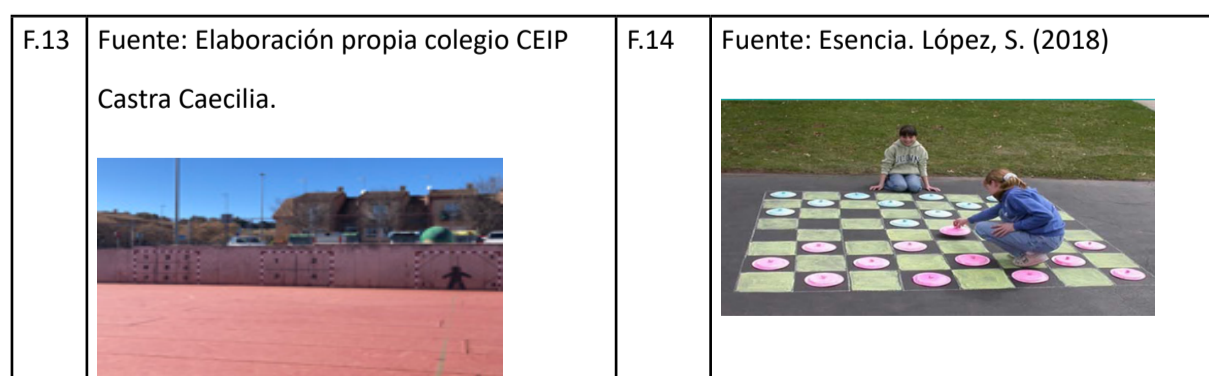 F.13
Fuente: Elaboración propia colegio CEIP
Castra Caecilia.
F.14
Fuente: Esencia. López, S. (2018)